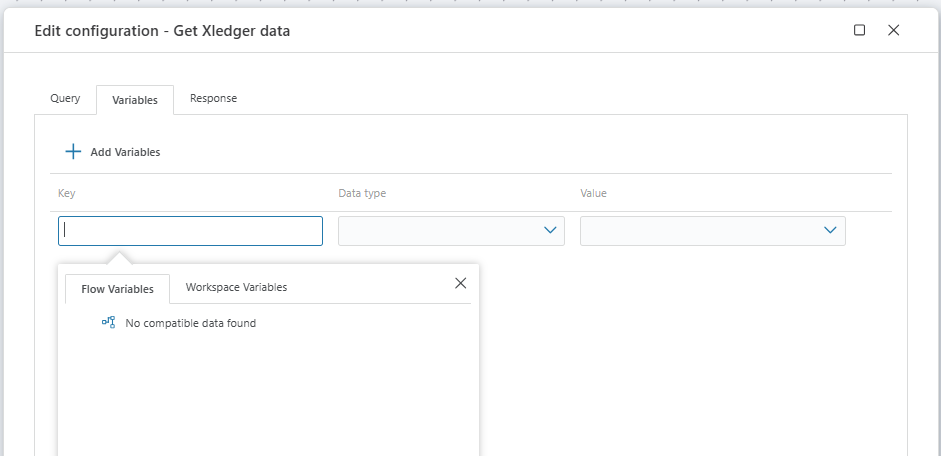 Edit configuration - Get Xledger data
Query Variables Response
Add Variables
Key Data type Value
Flow Variables Workspace Variables
No compatible data found